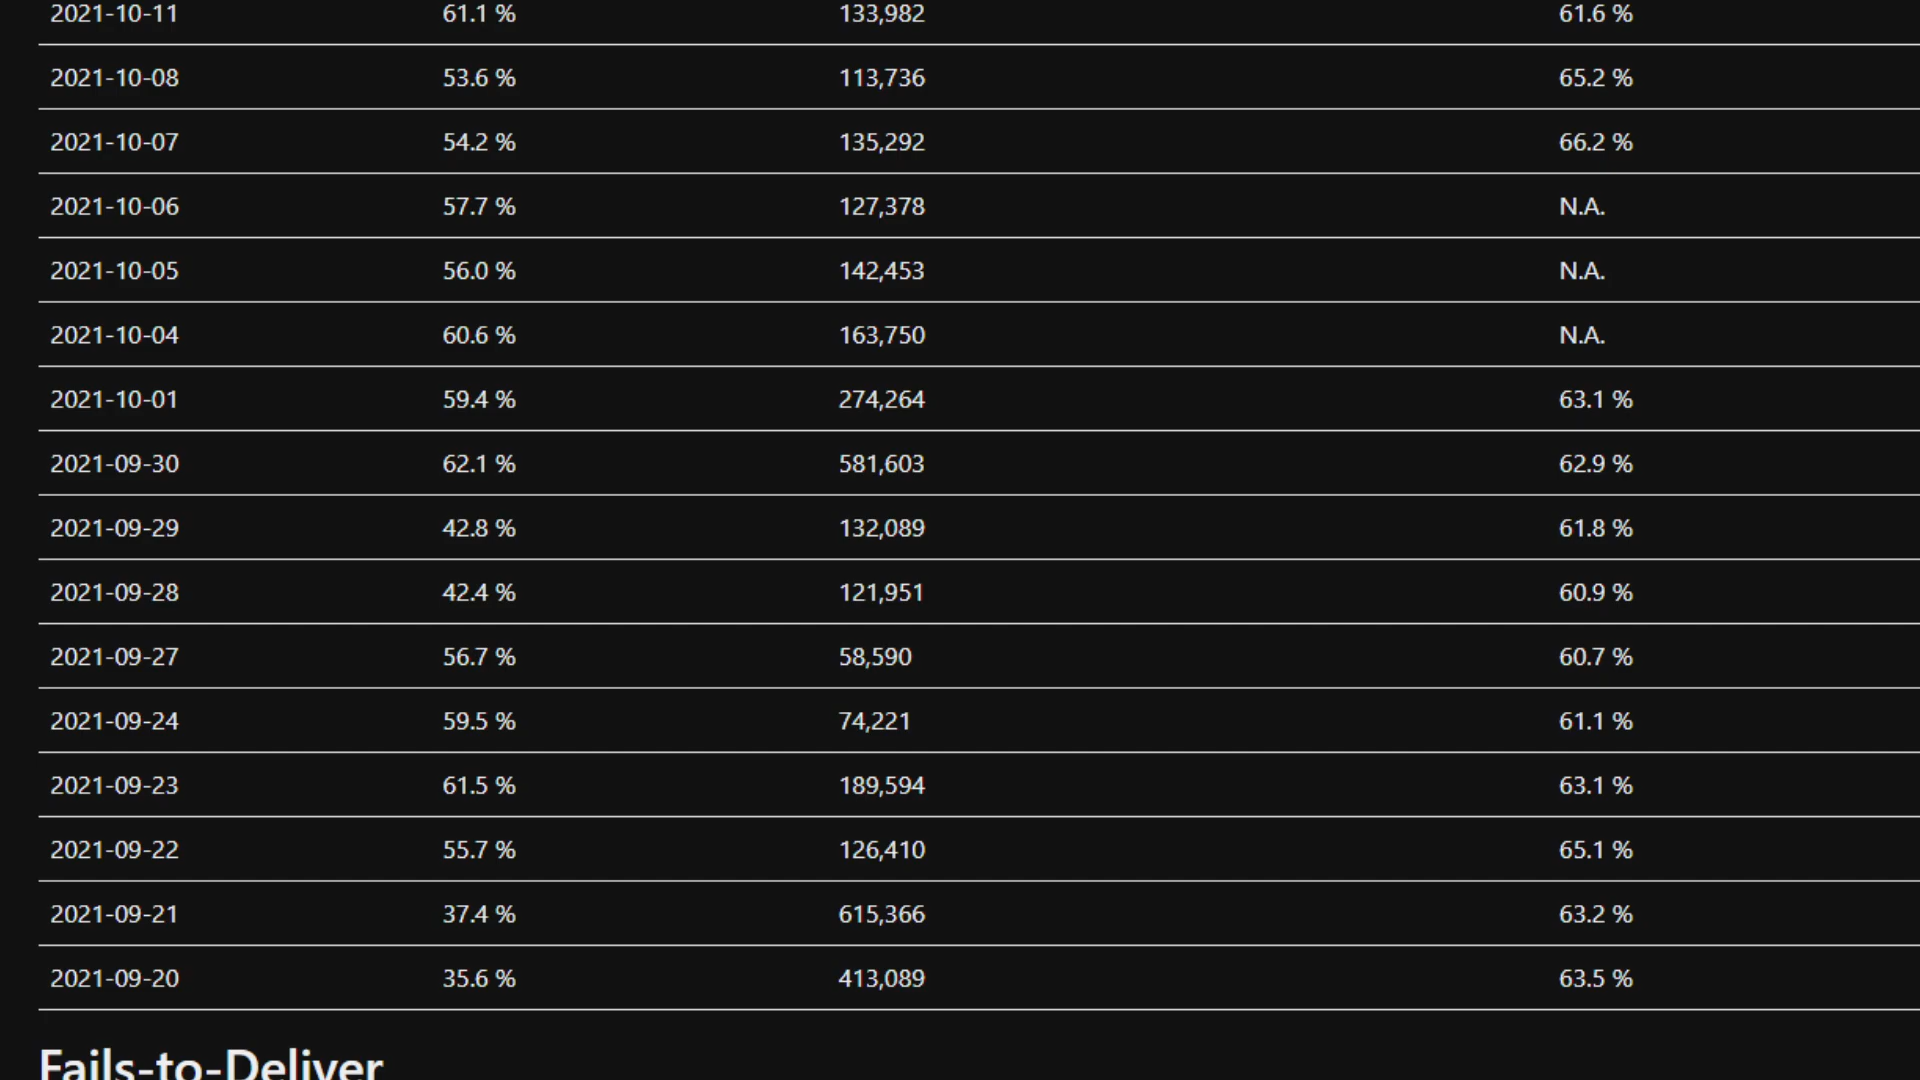 2021-10-11 61.1 % 133,982 61.6 %
2021-10-08 53.6 % 113,736 65.2 %
2021-10-07 54.2 % 135,292 66.2 %
2021-10-06 57.7 % 127,378 N.A.
2021-10-05 56.0 % 142,453 N.A.
2021-10-04 60.6 % 163,750 N.A.
2021-10-01 59.4 % 274,264 63.1 %
2021-09-30 62.1 % 581,603 62.9 %
2021-09-29 42.8 % 132,089 61.8 %
2021-09-28 42.4 % 121,951 60.9 %
2021-09-27 56.7 % 58,590 60.7 %
2021-09-24 59.5 % 74,221 61.1 %
2021-09-23 61.5 % 189,594 63.1 %
2021-09-22 55.7 % 126,410 65.1 %
2021-09-21 37.4 % 615,366 63.2 %
2021-09-20 35.6 % 413,089 63.5 %
Fails-to-Deliver